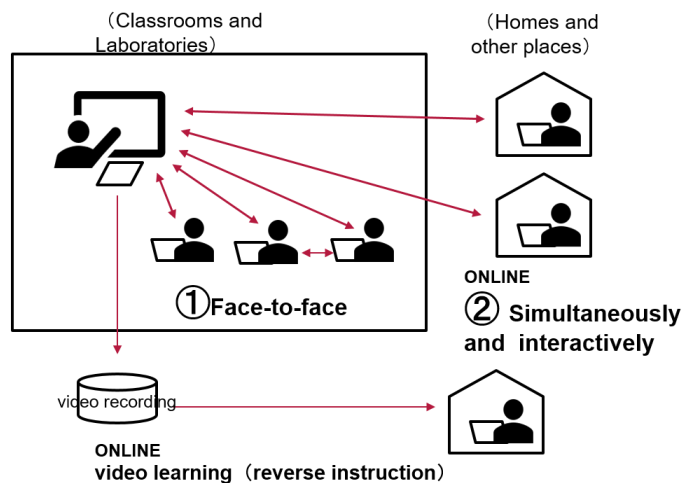 （Classrooms and
Laboratories）
（Homes and
other places）
①Face-to-face
ONLINE
② Simultaneously
and interactively
video recording
ONLINE
video learning（reverse instruction）